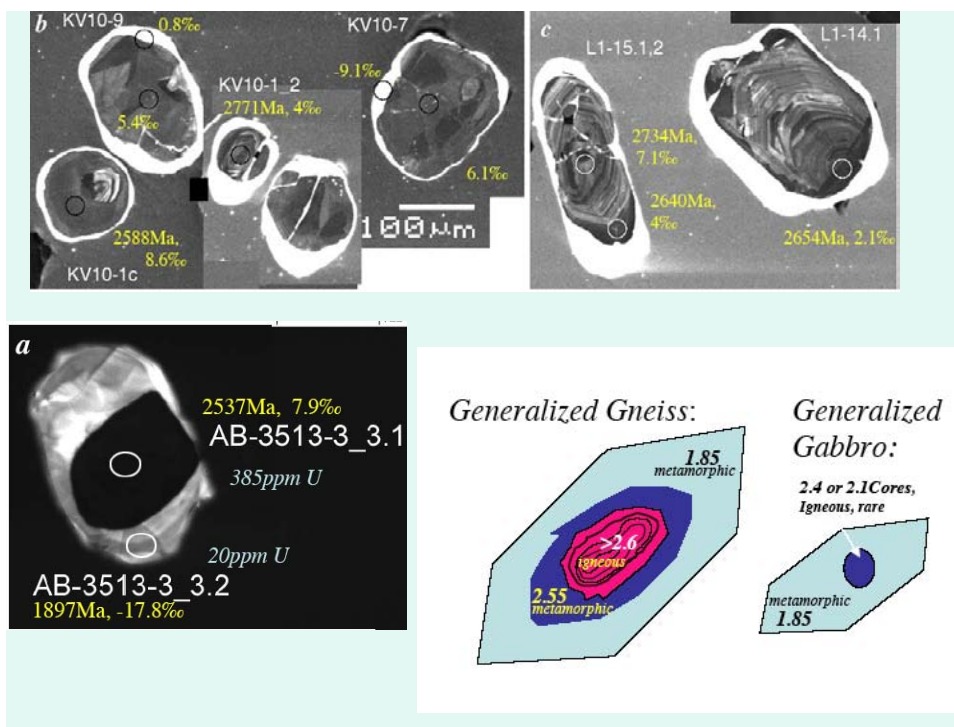 b
KV10-9
0.8‰
5.4‰
KV10-1_2
2771Ma, 4‰
KV10-7
-9.1‰
6.1‰
100μm
2588Ma,
8.6‰
KV10-1c
c
L1-15.1,2
L1-14.1
2734Ma
7.1‰
2640Ma
4‰
2654Ma, 2.1‰
a
2537Ma, 7.9‰
AB-3513-3_3.1
385ppm U
20ppm U
AB-3513-3_3.2
1897Ma, -17.8‰
Generalized Gneiss:
1.85
metamorphic
>2.6
igneous
2.55
metamorphic
Generalized
Gabbro:
2.4 or 2.1Cores,
Igneous, rare
metamorphic
1.85